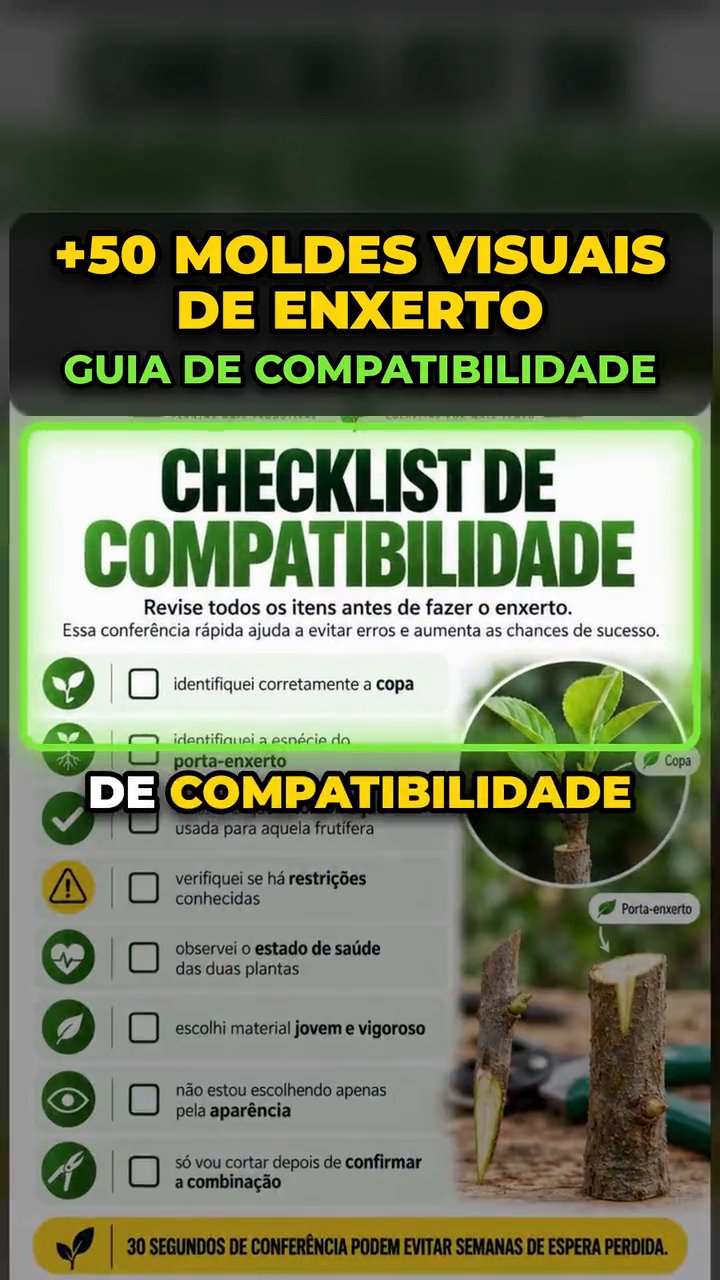 +50 MOLDES VISUAIS
DE ENXERTO
GUIA DE COMPATIBILIDADE
CHECKLIST DE
COMPATIBILIDADE
Revise todos os itens antes de fazer o enxerto.
Essa conferência rápida ajuda a evitar erros e aumenta as chances de sucesso.
identifiquei corretamente a copa
identifiquei a espécie do
porta-enxerto
Copa
DE COMPATIBILIDADE
usada para aquela frutífera
verifiquei se há restrições
conhecidas
Porta-enxerto
observei o estado de saúde
das duas plantas
escolhi material jovem e vigoroso
não estou escolhendo apenas
pela aparência
só vou cortar depois de confirmar
a combinação
30 SEGUNDOS DE CONFERÊNCIA PODEM EVITAR SEMANAS DE ESPERA PERDIDA.